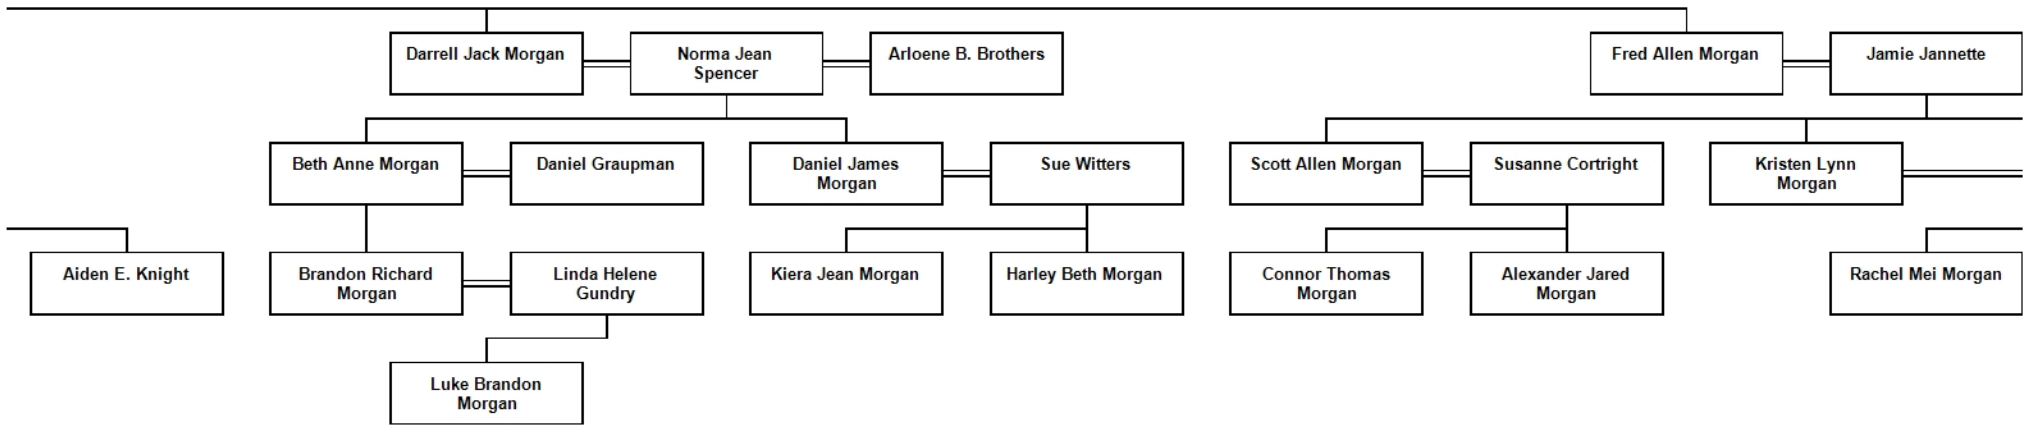 Darrell Jack Morgan
Norma Jean
Spencer
Arloene B. Brothers
Fred Allen Morgan
Jamie Jannette
Beth Anne Morgan
Daniel Graupman
Daniel James
Morgan
Sue Witters
Scott Allen Morgan
Susanne Cortright
Kristen Lynn
Morgan
Aiden E. Knight
Brandon Richard
Morgan
Linda Helene
Gundry
Kiera Jean Morgan
Harley Beth Morgan
Connor Thomas
Morgan
Alexander Jared
Morgan
Rachel Mei Morgan
Luke Brandon
Morgan